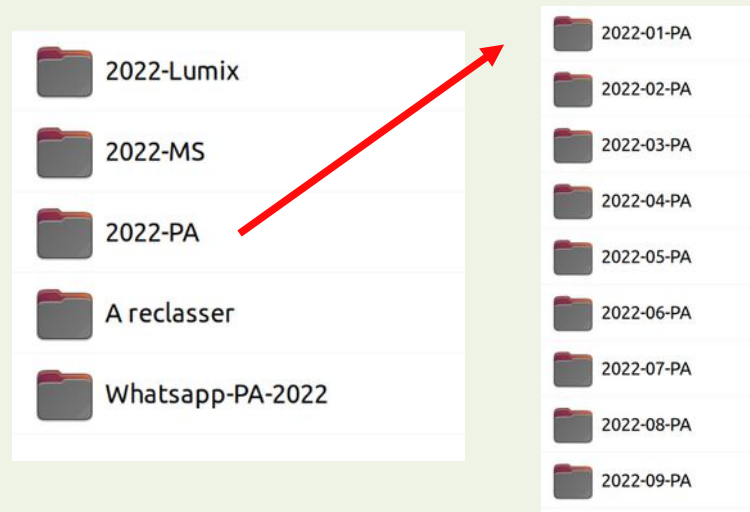 2022-Lumix
2022-MS
2022-PA
A reclasser
Whatsapp-PA-2022
2022-01-PA
2022-02-PA
2022-03-PA
2022-04-PA
2022-05-PA
2022-06-PA
2022-07-PA
2022-08-PA
2022-09-PA